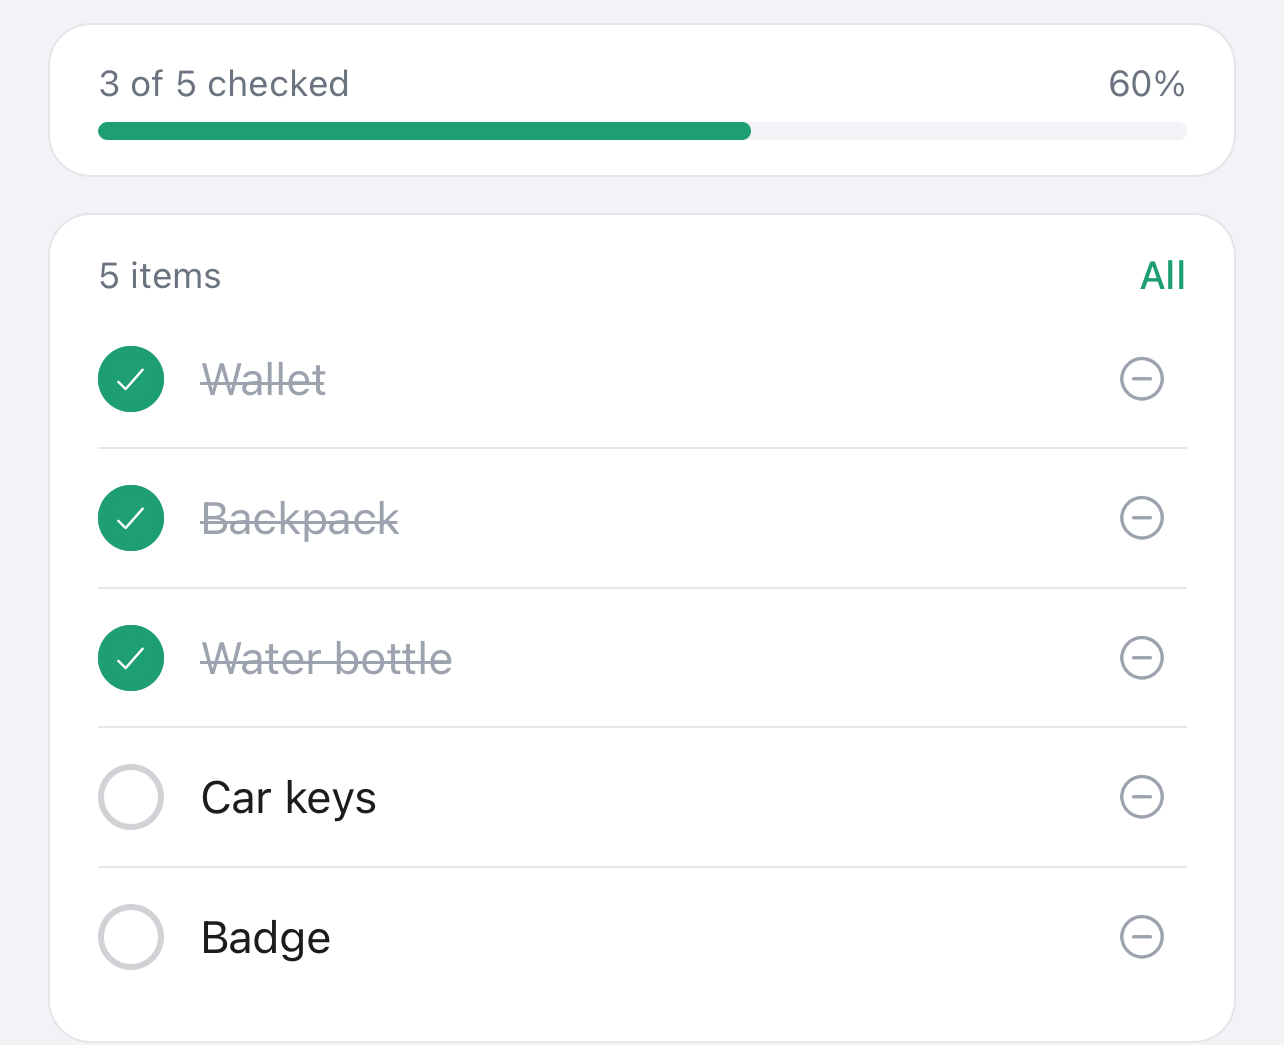 3 of 5 checked 60%
5 items All
Wallet
Backpack
Water bottle
Car keys
Badge